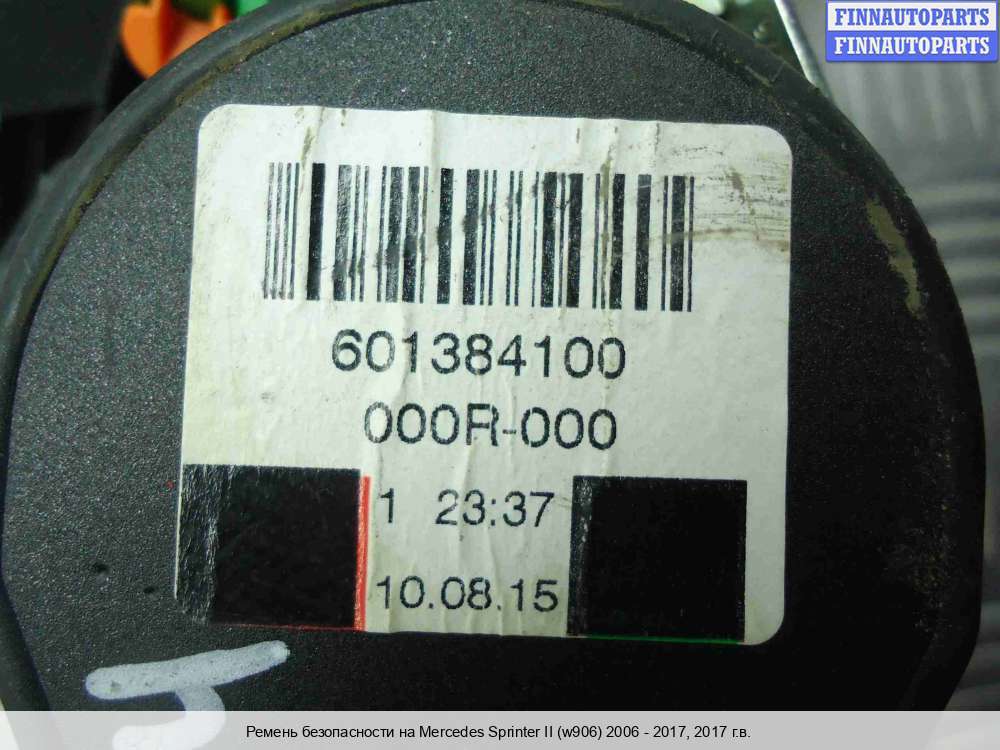 FINNAUTOPARTS
FINNAUTOPARTS
601384100
000R-000
1 23:37
10.08.15
Ремень безопасности на Mercedes Sprinter II (w906) 2006 - 2017, 2017 г.в.